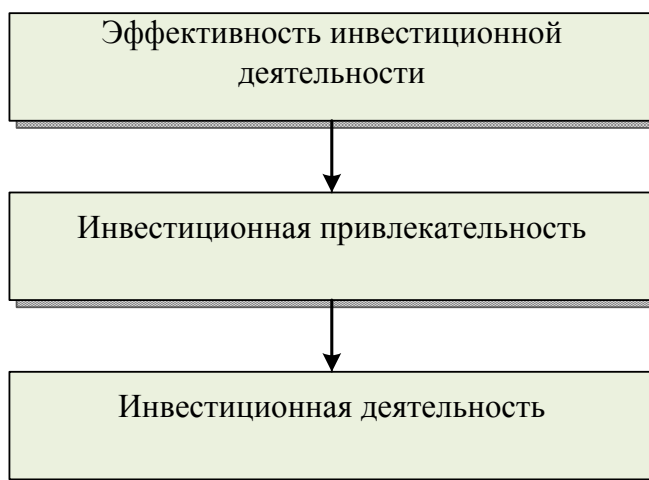 Эффективность инвестиционной
деятельности
Инвестиционная привлекательность
Инвестиционная деятельность